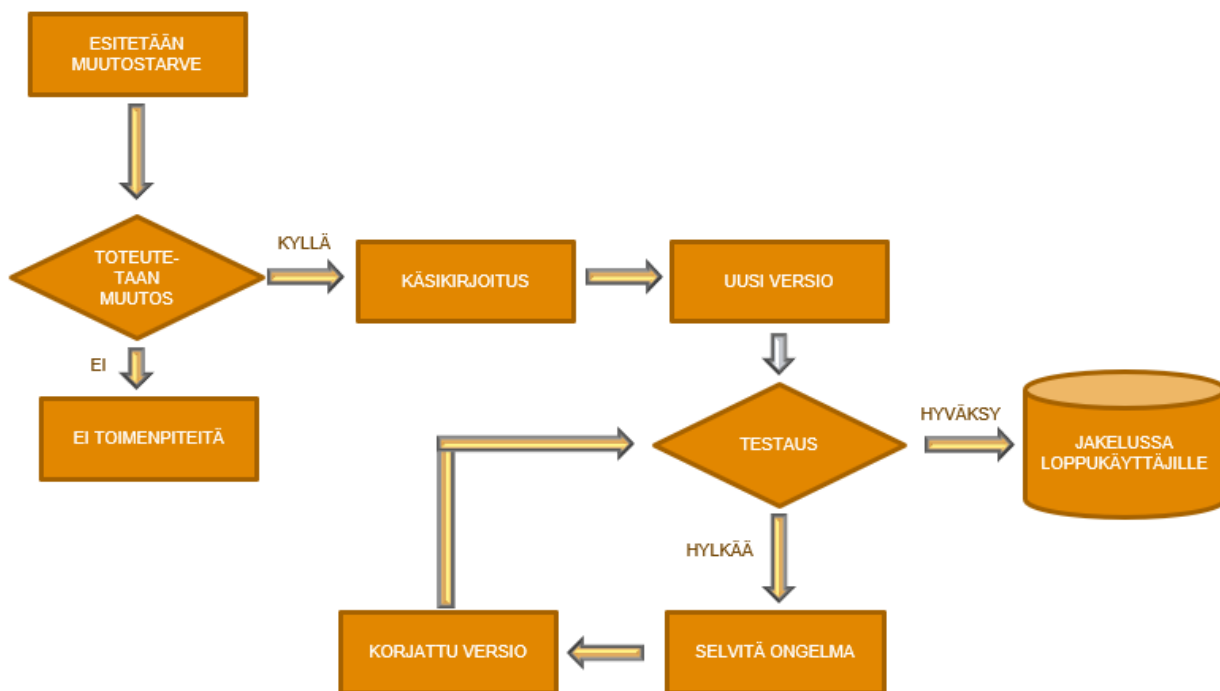 ESITETÄÄN
MUUTOSTARVE
TOTEUTE-
TAAN
MUUTOS
KYLLÄ
KÄSIKIRJOITUS
UUSI VERSIO
EI
EI TOIMENPITEITÄ
TESTAUS
HYVÄKSY
JAKELUSSA
LOPPUKÄYTTÄJILLE
HYLKÄÄ
SELVITÄ ONGELMA
KORJATTU VERSIO